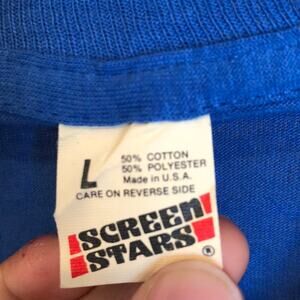 L
50% COTTON
50% POLYESTER
Made in U.S.A.
CARE ON REVERSE SIDE
SCREEN
STARS®